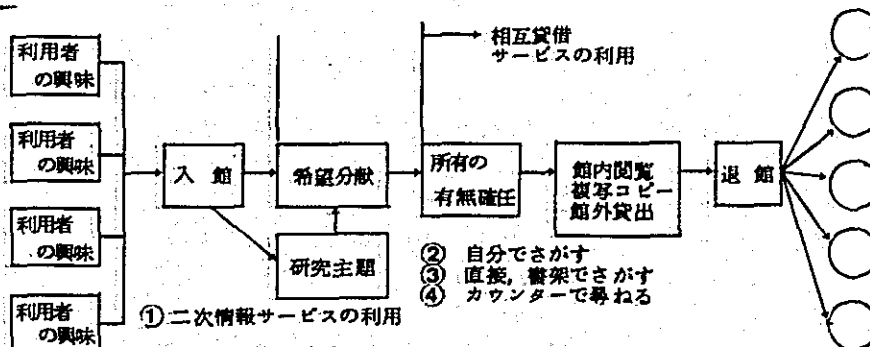 利用者
の興味
利用者
の興味
利用者
の興味
利用者
の興味
入館
希望分献
研究主題
①二次情報サービスの利用
相互貸借
サービスの利用
所有の
有無確任
② 自分でさがす
③ 直接,書架でさがす
④ カウンターで尋ねる
館内閲覧
複写コピー
館外貸出
退館